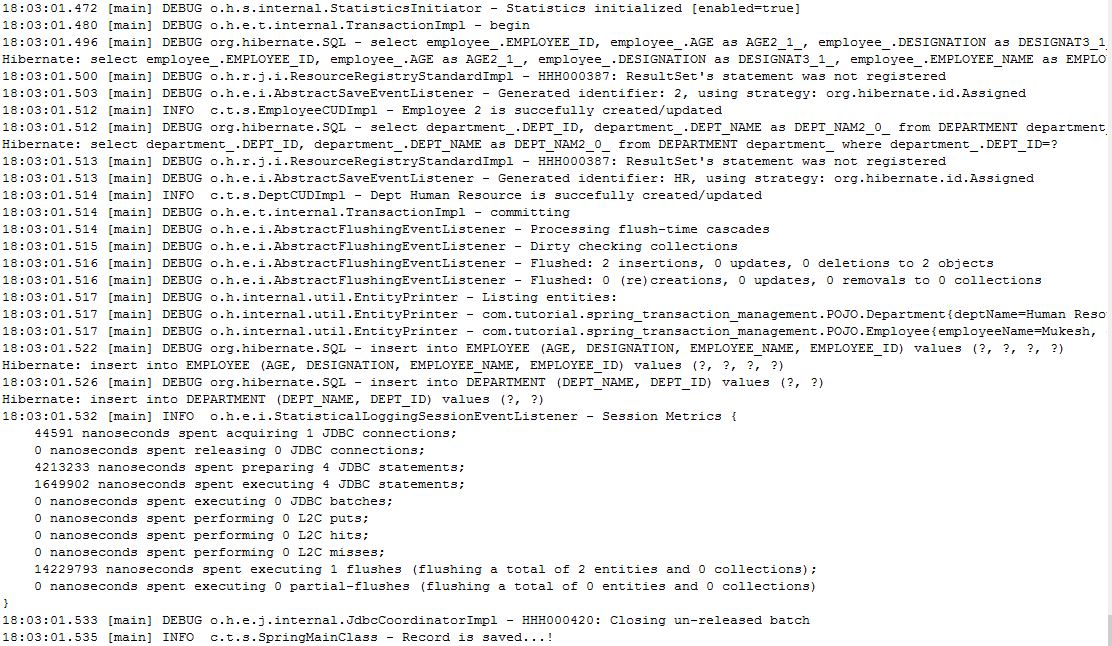 18:03:01.472 [main] DEBUG o.h.s.internal.StatisticsInitiator - Statistics initialized [enabled=true]
18:03:01.480 [main] DEBUG o.h.e.t.internal.TransactionImpl - begin
18:03:01.496 [main] DEBUG org.hibernate.SQL - select employee_.EMPLOYEE_ID, employee_.AGE as AGE2_1_, employee_.DESIGNATION as DESIGNAT3_1
Hibernate: select employee_.EMPLOYEE_ID, employee_.AGE as AGE2_1_, employee_.DESIGNATION as DESIGNAT3_1_, employee_.EMPLOYEE_NAME as EMPLO
18:03:01.500 [main] DEBUG o.h.r.j.i.ResourceRegistryStandardImpl - HHH000387: ResultSet's statement was not registered
18:03:01.503 [main] DEBUG o.h.e.i.AbstractSaveEventListener - Generated identifier: 2, using strategy: org.hibernate.id.Assigned
18:03:01.512 [main] INFO  c.t.s.EmployeeCUDImpl - Employee 2 is succefully created/updated
18:03:01.512 [main] DEBUG org.hibernate.SQL - select department_.DEPT_ID, department_.DEPT_NAME as DEPT_NAM2_0_ from DEPARTMENT department
Hibernate: select department_.DEPT_ID, department_.DEPT_NAME as DEPT_NAM2_0_ from DEPARTMENT department_ where department_.DEPT_ID=?
18:03:01.513 [main] DEBUG o.h.r.j.i.ResourceRegistryStandardImpl - HHH000387: ResultSet's statement was not registered
18:03:01.513 [main] DEBUG o.h.e.i.AbstractSaveEventListener - Generated identifier: HR, using strategy: org.hibernate.id.Assigned
18:03:01.514 [main] INFO  c.t.s.DeptCUDImpl - Dept Human Resource is succefully created/updated
18:03:01.514 [main] DEBUG o.h.e.t.internal.TransactionImpl - committing
18:03:01.514 [main] DEBUG o.h.e.i.AbstractFlushingEventListener - Processing flush-time cascades
18:03:01.515 [main] DEBUG o.h.e.i.AbstractFlushingEventListener - Dirty checking collections
18:03:01.516 [main] DEBUG o.h.e.i.AbstractFlushingEventListener - Flushed: 2 insertions, 0 updates, 0 deletions to 2 objects
18:03:01.516 [main] DEBUG o.h.e.i.AbstractFlushingEventListener - Flushed: 0 (re)creations, 0 updates, 0 removals to 0 collections
18:03:01.517 [main] DEBUG o.h.internal.util.EntityPrinter - Listing entities:
18:03:01.517 [main] DEBUG o.h.internal.util.EntityPrinter - com.tutorial.spring_transaction_management.POJO.Department{deptName=Human Reso
18:03:01.517 [main] DEBUG o.h.internal.util.EntityPrinter - com.tutorial.spring_transaction_management.POJO.Employee{employeeName=Mukesh,
18:03:01.522 [main] DEBUG org.hibernate.SQL - insert into EMPLOYEE (AGE, DESIGNATION, EMPLOYEE_NAME, EMPLOYEE_ID) values (?, ?, ?, ?)
Hibernate: insert into EMPLOYEE (AGE, DESIGNATION, EMPLOYEE_NAME, EMPLOYEE_ID) values (?, ?, ?, ?)
18:03:01.526 [main] DEBUG org.hibernate.SQL - insert into DEPARTMENT (DEPT_NAME, DEPT_ID) values (?, ?)
Hibernate: insert into DEPARTMENT (DEPT_NAME, DEPT_ID) values (?, ?)
18:03:01.532 [main] INFO  o.h.e.i.StatisticalLoggingSessionEventListener - Session Metrics {
    44591 nanoseconds spent acquiring 1 JDBC connections;
    0 nanoseconds spent releasing 0 JDBC connections;
    4213233 nanoseconds spent preparing 4 JDBC statements;
    1649902 nanoseconds spent executing 4 JDBC statements;
    0 nanoseconds spent executing 0 JDBC batches;
    0 nanoseconds spent performing 0 L2C puts;
    0 nanoseconds spent performing 0 L2C hits;
    0 nanoseconds spent performing 0 L2C misses;
    14229793 nanoseconds spent executing 1 flushes (flushing a total of 2 entities and 0 collections);
    0 nanoseconds spent executing 0 partial-flushes (flushing a total of 0 entities and 0 collections)
}
18:03:01.533 [main] DEBUG o.h.e.j.internal.JdbcCoordinatorImpl - HHH000420: Closing un-released batch
18:03:01.535 [main] INFO  c.t.s.SpringMainClass - Record is saved...!